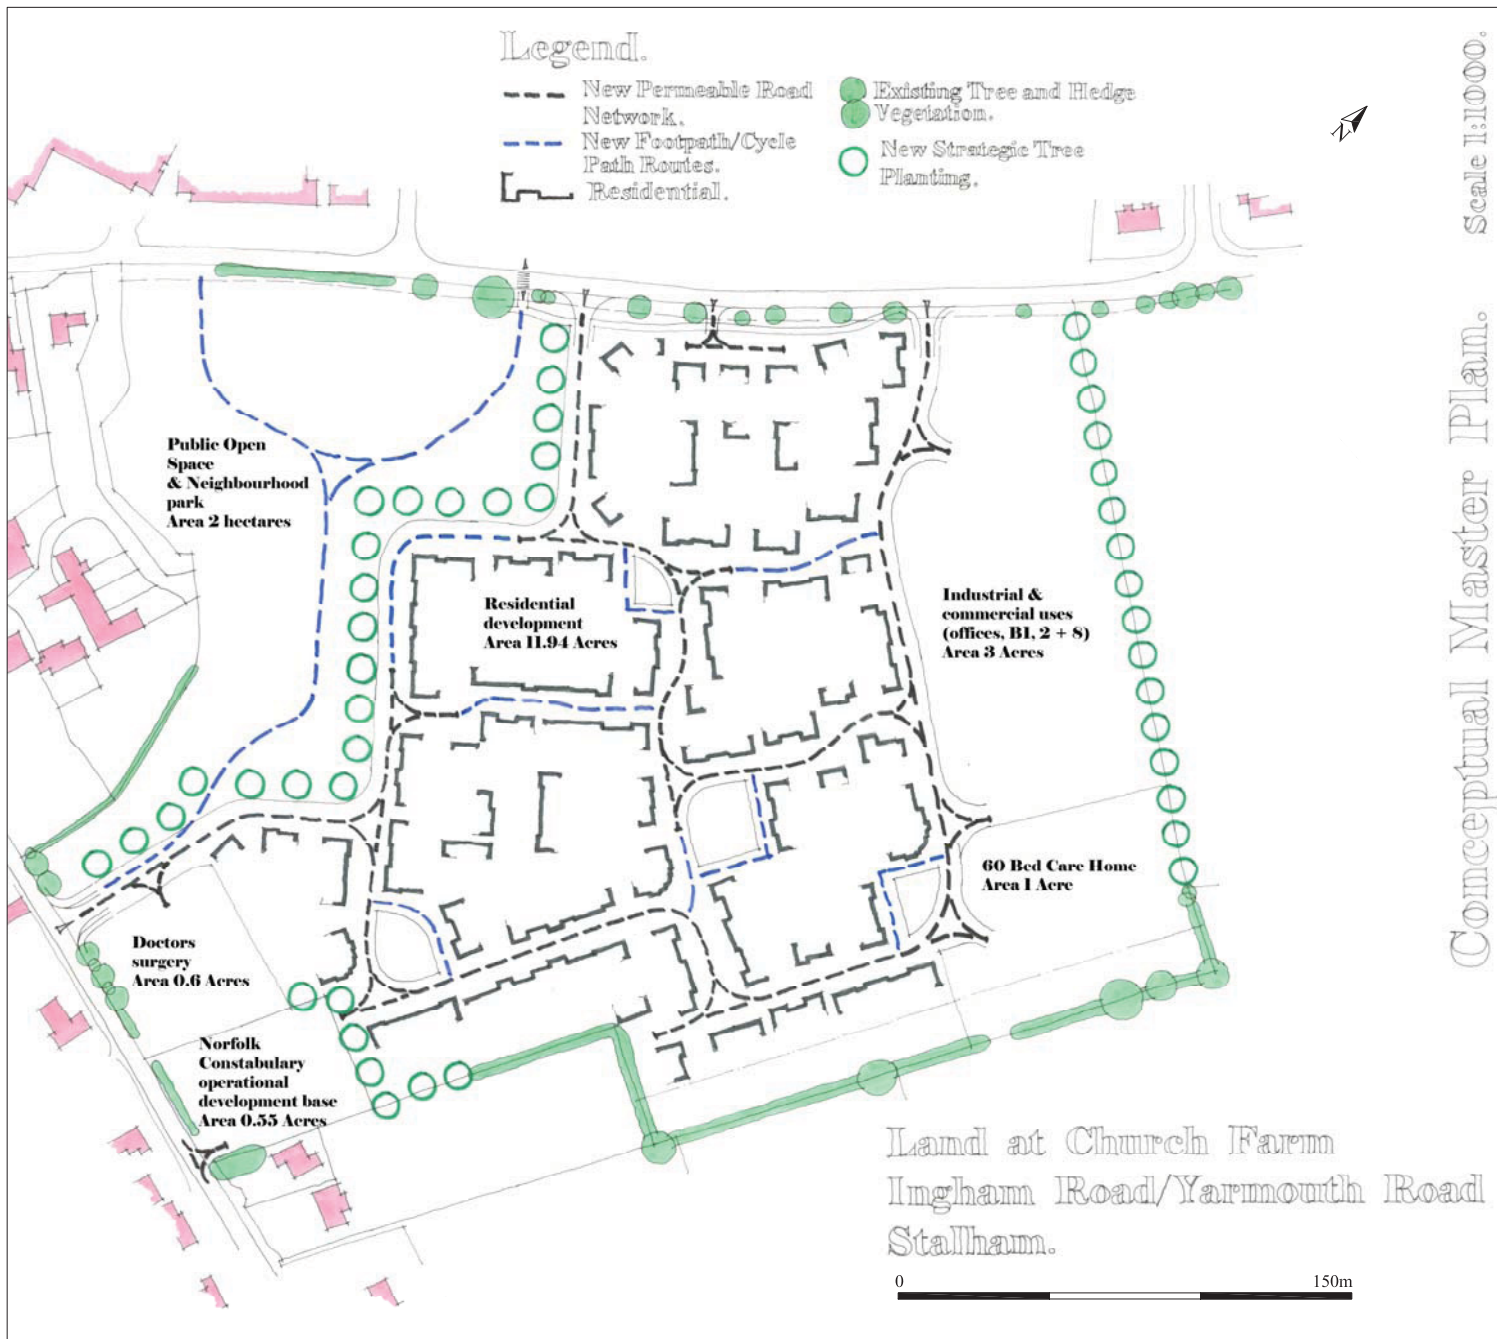 Legend.
New Permeable Road
Network.
New Footpath/Cycle
Path Routes.
Residential.
Existing Tree and Hedge
Vegetation.
New Strategic Tree
Planting.
N
Scale 1:1000.
Conceptual Master Plan.
Public Open
Space
& Neighbourhood
park
Area 2 hectares
Residential
development
Area 11.94 Acres
Industrial &
commercial uses
(offices, B1, 2 + 8)
Area 3 Acres
60 Bed Care Home
Area 1 Acre
Doctors
surgery
Area 0.6 Acres
Norfolk
Constabulary
operational
development base
Area 0.55 Acres
Land at Church Farm
Ingham Road/Yarmouth Road
Stalham.
0 150m